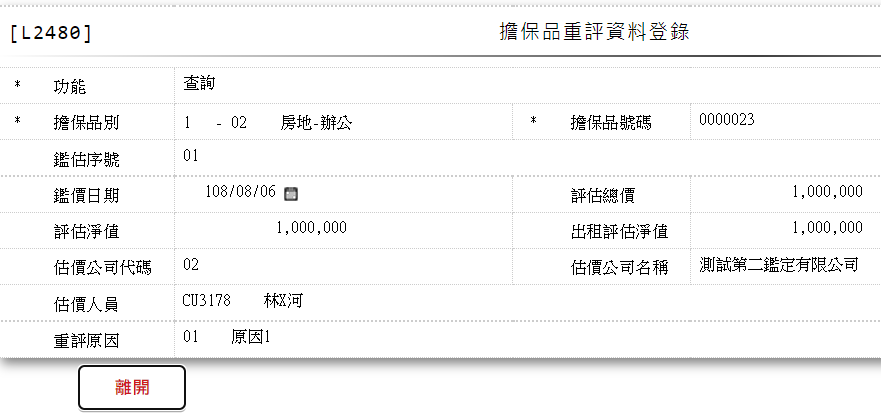 [L2480] 擔保品重評資料登錄
* 功能 查詢
* 擔保品別 1 - 02 房地-辦公 * 擔保品號碼 0000023
鑑估序號 01
鑑價日期 108/08/06 評估總價 1,000,000
評估淨值 1,000,000 出租評估淨值 1,000,000
估價公司代碼 02 估價公司名稱 測試第二鑑定有限公司
估價人員 CU3178 林X河
重評原因 01 原因1
離開